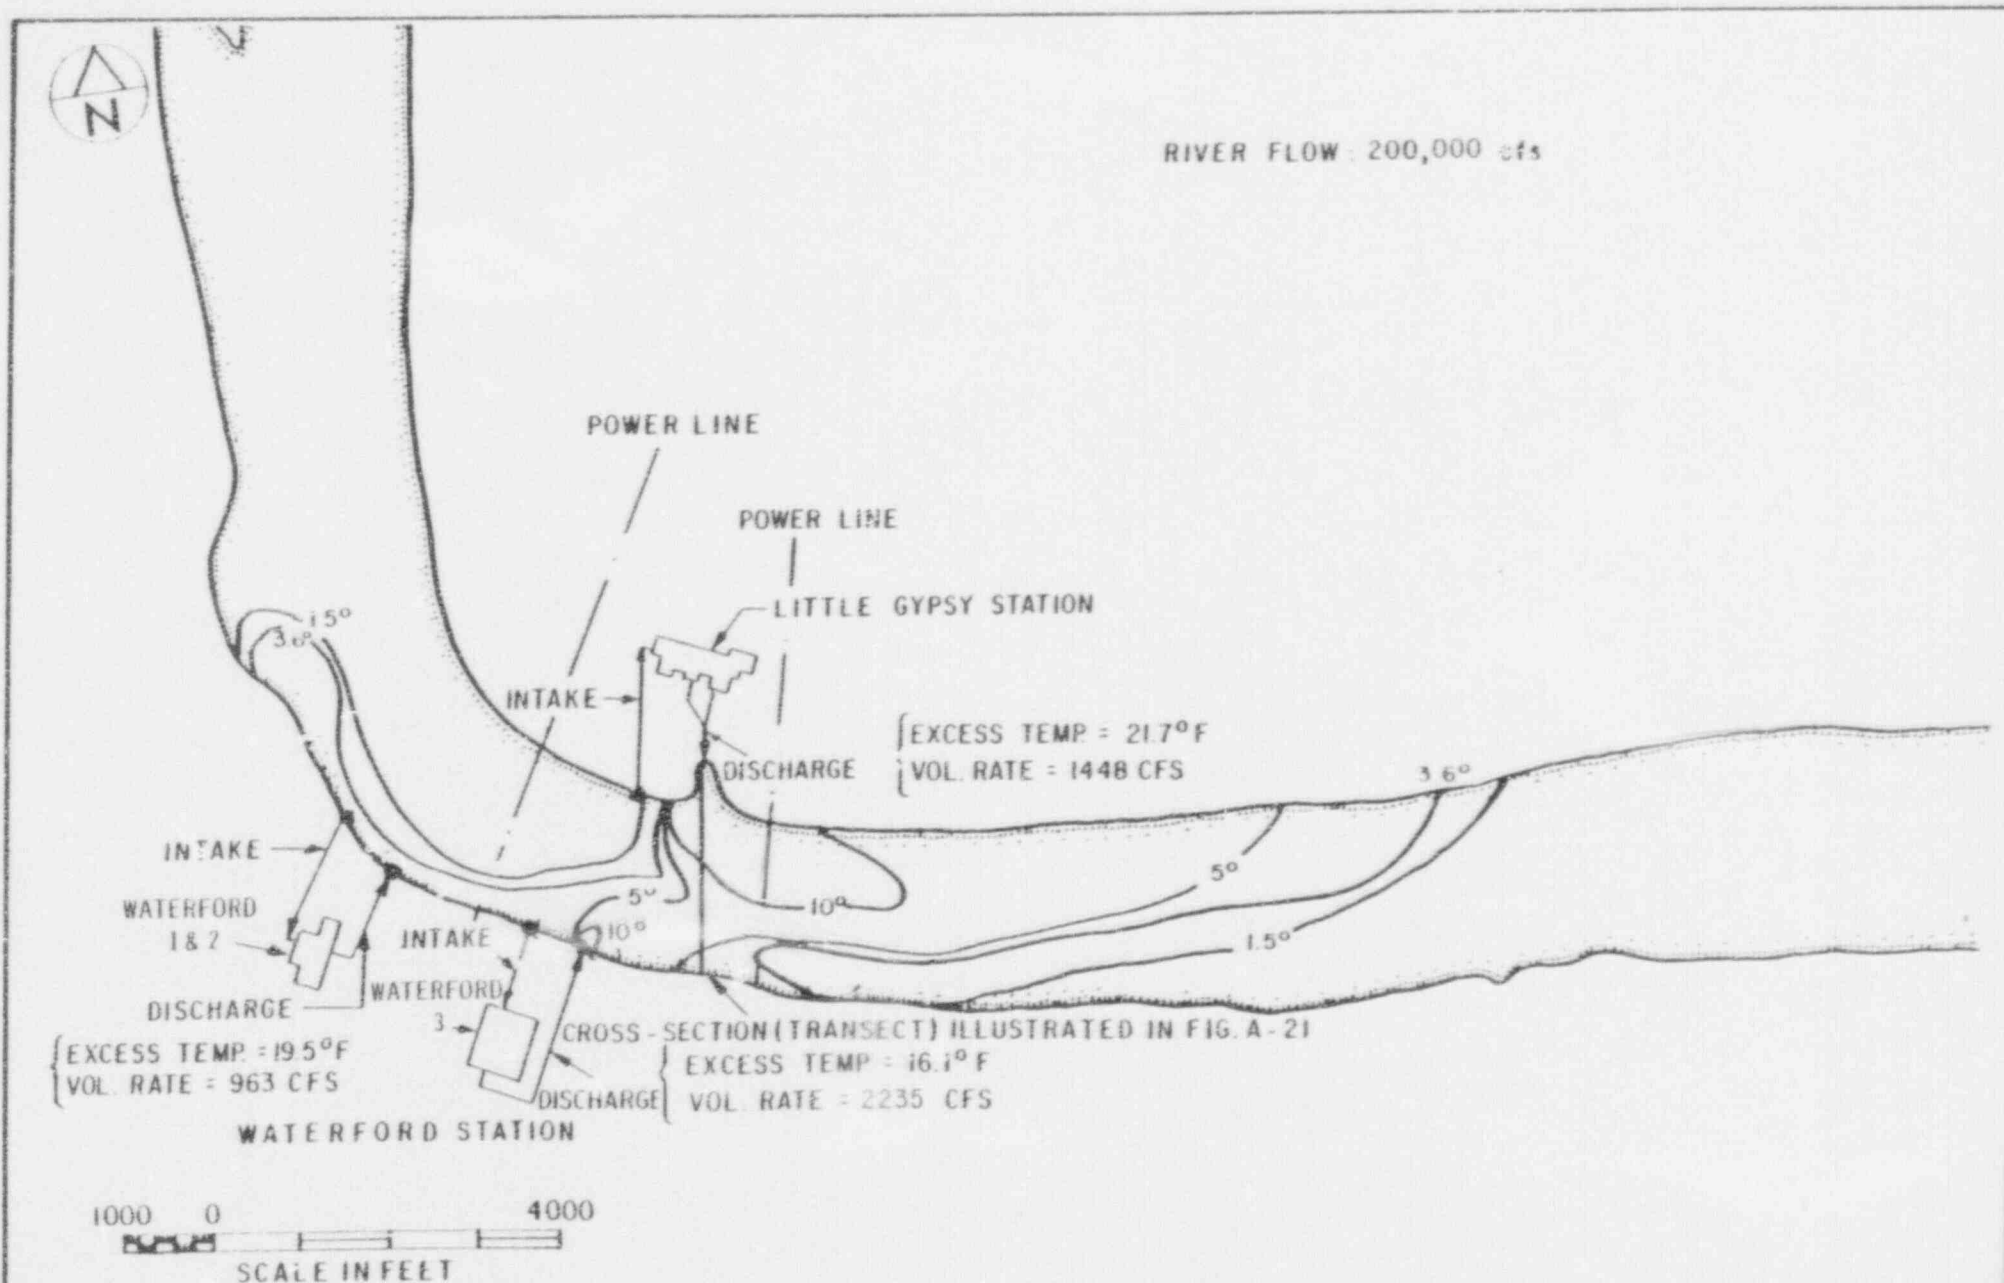 N
RIVER FLOW 200,000 cfs
POWER LINE
POWER LINE
LITTLE GYPSY STATION
1.5°
3.6°
INTAKE
EXCESS TEMP. = 21.7° F
DISCHARGE
VOL. RATE = 1448 CFS
3.6°
INTAKE
5°
5°
WATERFORD
1 & 2
10°
INTAKE
10°
1.5°
DISCHARGE
WATERFORD
3
CROSS-SECTION (TRANSECT) ILLUSTRATED IN FIG. A-21
EXCESS TEMP. = 19.5°F
VOL. RATE = 963 CFS
EXCESS TEMP = 16.1° F
DISCHARGE
VOL. RATE = 2235 CFS
WATERFORD STATION
1000 0 4000
SCALE IN FEET